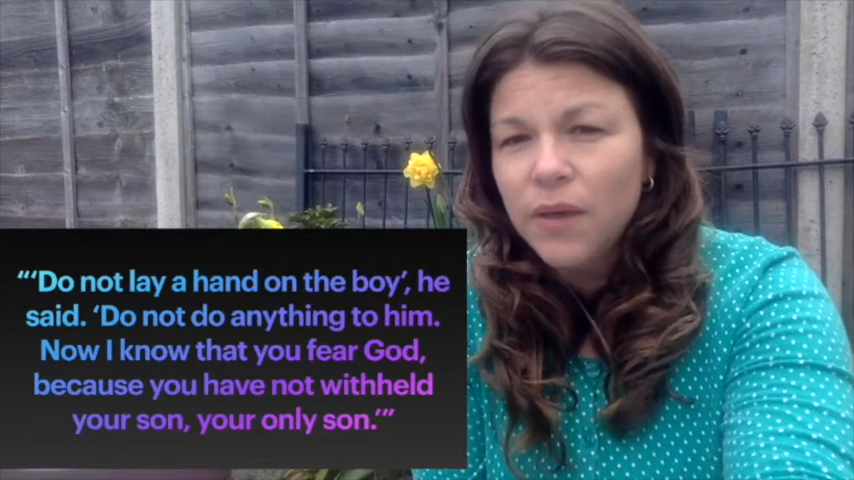 “‘Do not lay a hand on the boy’, he
said. ‘Do not do anything to him.
Now I know that you fear God,
because you have not withheld
your son, your only son.’”